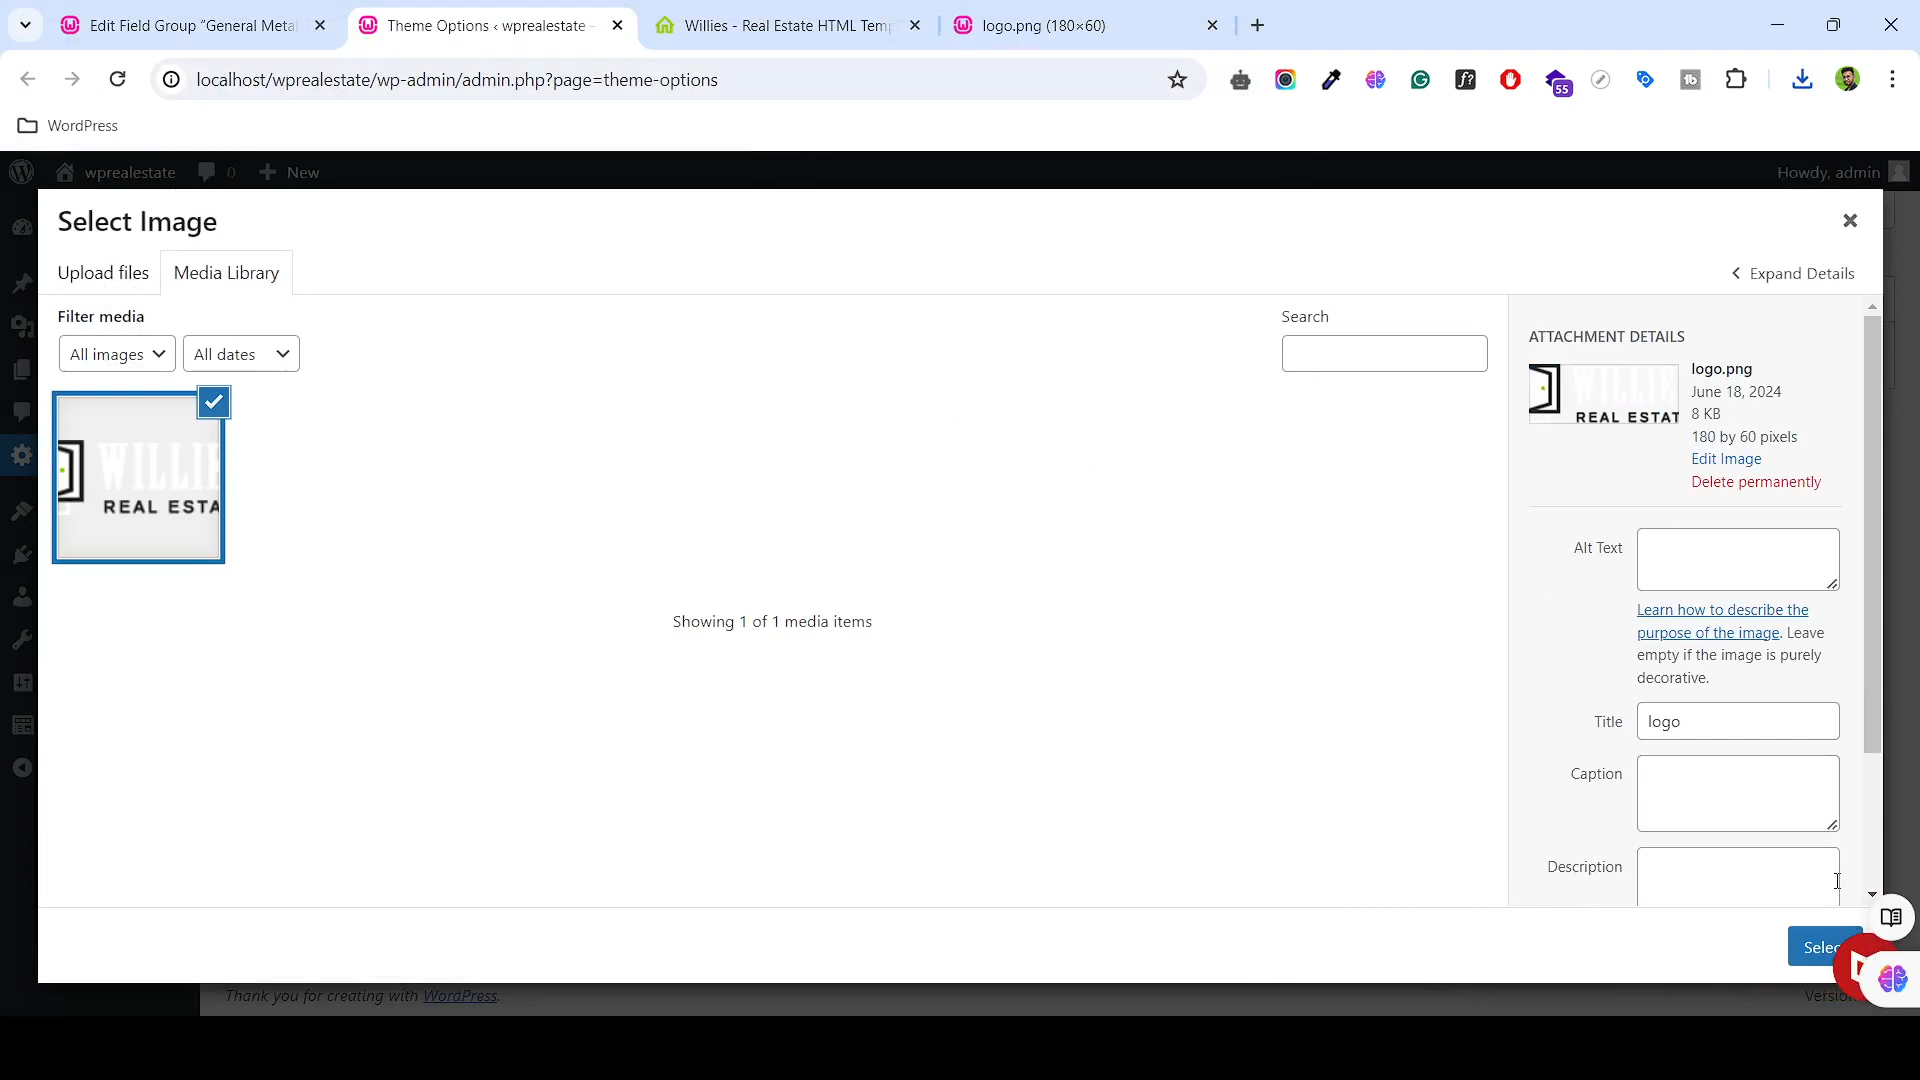 Edit Field Group “General Metal
Theme Options ‹ wprealestate -
Willies - Real Estate HTML Temp
logo.png (180×60)
localhost/wprealestate/wp-admin/admin.php?page=theme-options
55
WordPress
wprealestate
0
New
Howdy, admin
Select Image
Upload files
Media Library
Expand Details
Filter media
Search
All images
All dates
ATTACHMENT DETAILS
logo.png
June 18, 2024
8 KB
180 by 60 pixels
Edit Image
Delete permanently
WILLIE
REAL ESTAT
WILLIE
REAL ESTA
Alt Text
Learn how to describe the
purpose of the image. Leave
empty if the image is purely
decorative.
Showing 1 of 1 media items
Title
logo
Caption
Description
Selec
Thank you for creating with WordPress.
Version